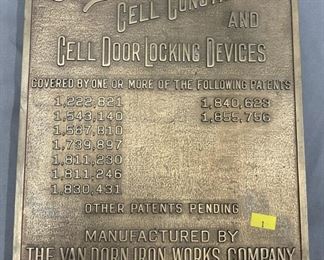 CELL CONST
AND
CELL DOOR LOCKING DEVICES
COVERED BY ONE OR MORE OF THE FOLLOWING PATENTS
1,222,821 1,840,623
1,543,140 1,855,756
1,587,810
1,739,897
1,811,230
1,811,246
1,830,431
OTHER PATENTS PENDING
1
MANUFACTURED BY
THE VAN DORN IRON WORKS COMPANY